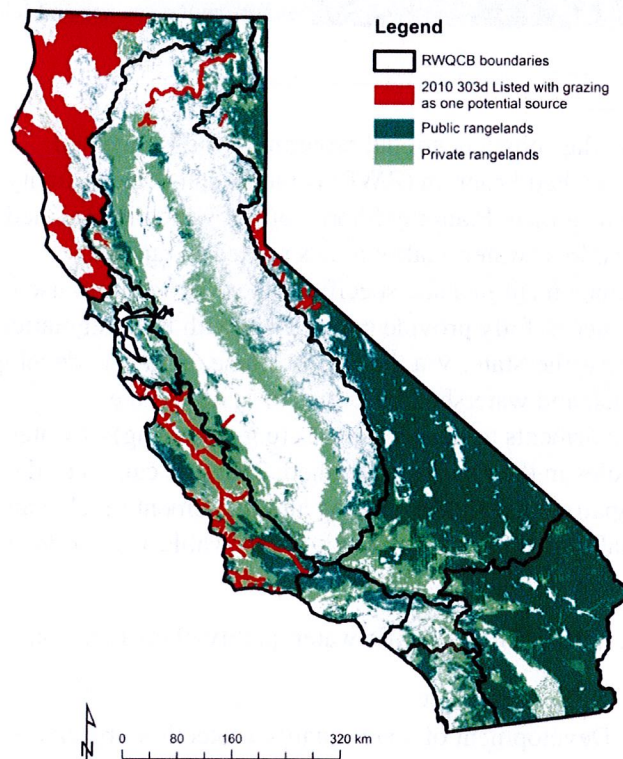 Legend
RWQCB boundaries
2010 303d Listed with grazing
as one potential source
Public rangelands
Private rangelands
N
0 80 160 320 km